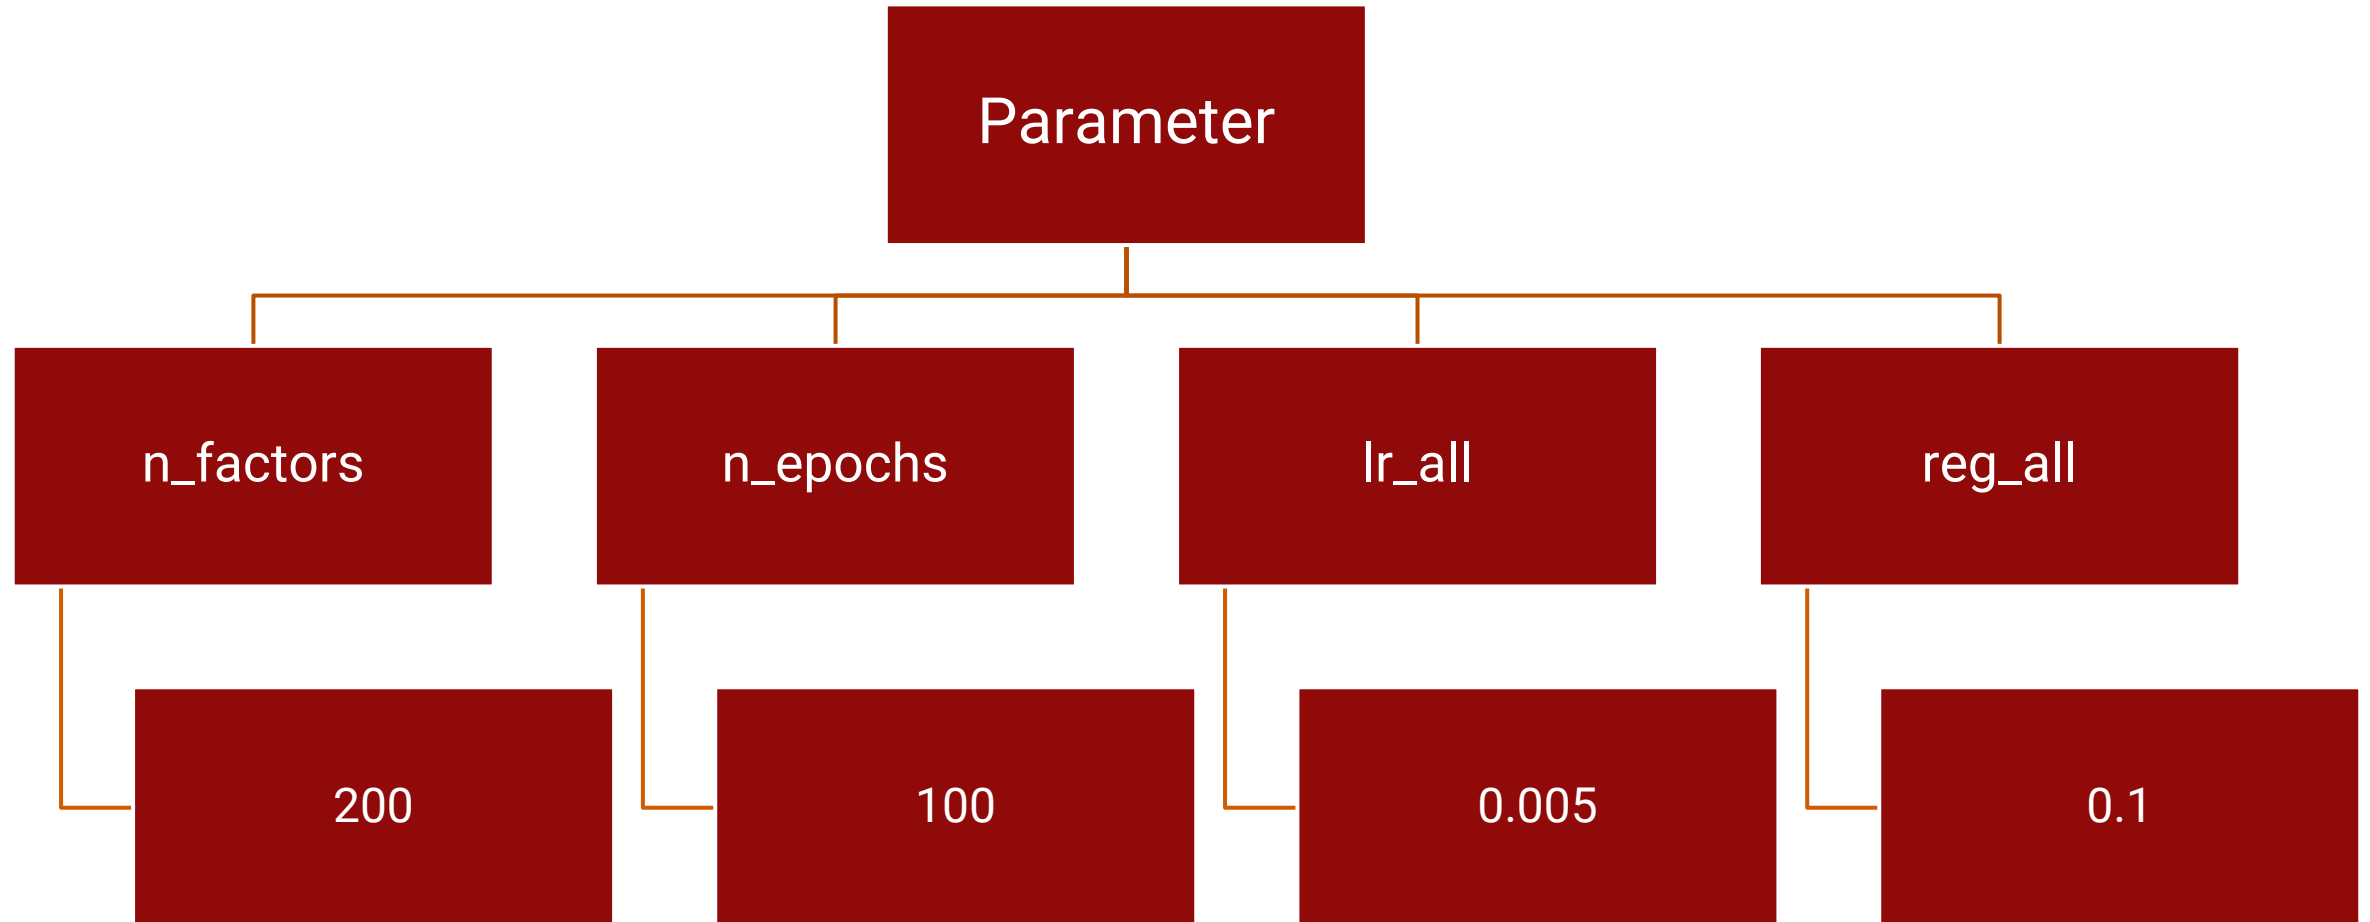 Parameter
n_factors
n_epochs
lr_all
reg_all
200
100
0.005
0.1